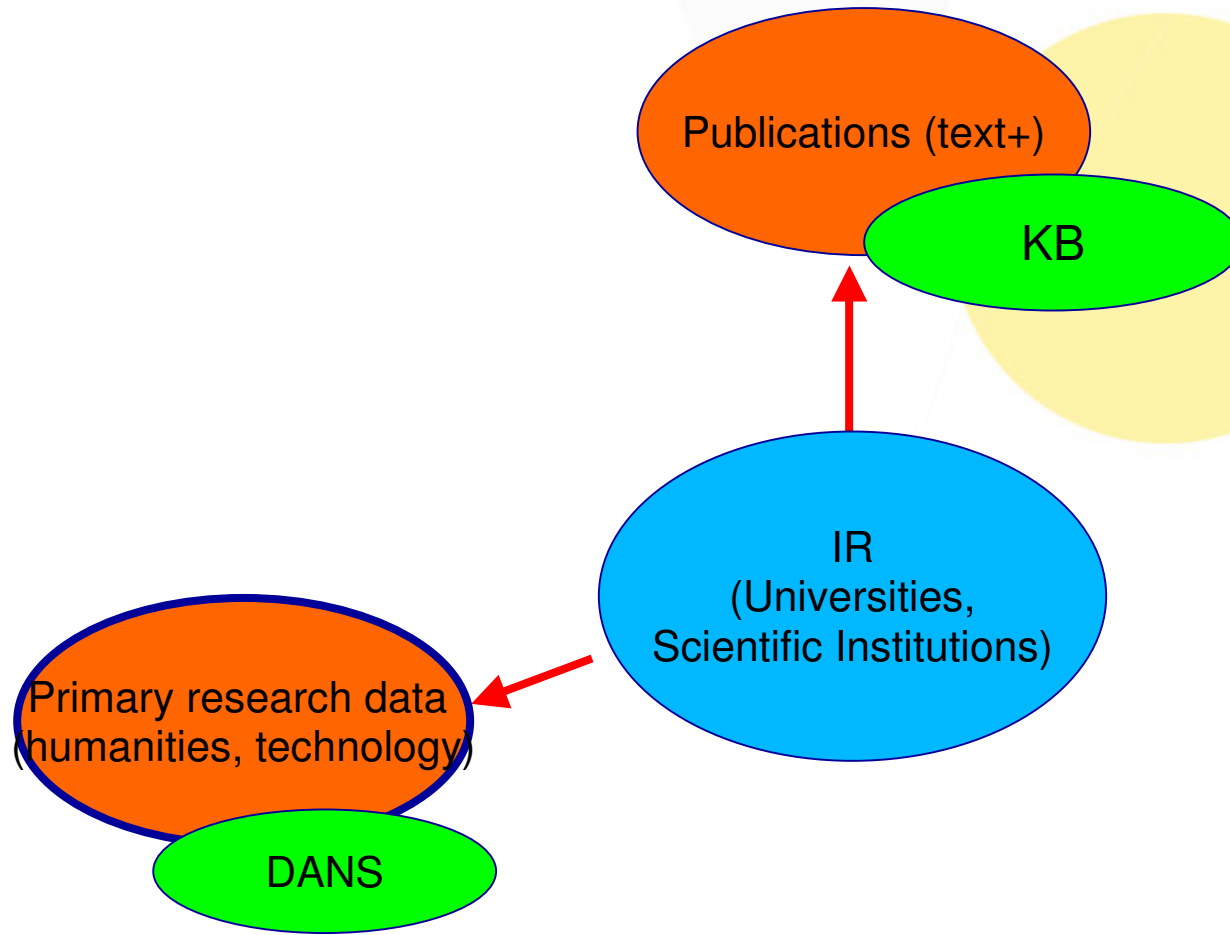 Publications (text+)
KB
IR
(Universities,
Scientific Institutions)
Primary research data
(humanities, technology)
DANS